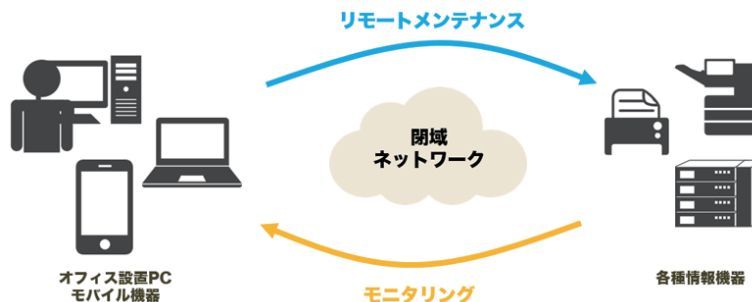 リモートメンテナンス
閉域
ネットワーク
モニタリング
オフィス設置PC
モバイル機器
各種情報機器